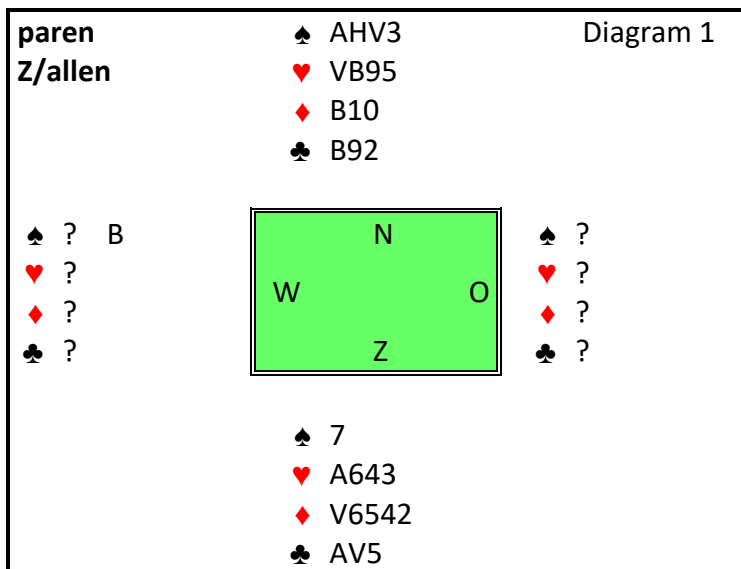 paren ♠ AHV3 Diagram 1
Z/allen ♥ VB95
♦ B10
♣ B92
♠ ? B N ♠ ?
♥ ? ♥ ?
W O
♦ ? ♦ ?
♣ ? Z ♣ ?
♠ 7
♥ A643
♦ V6542
♣ AV5